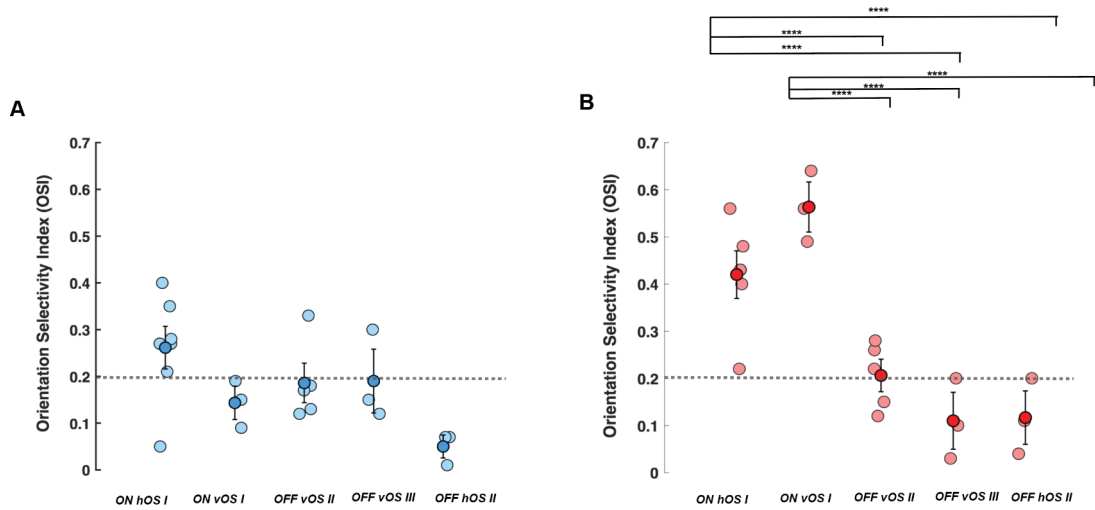 ****
****
****
****
****
****
A
B
Orientation Selectivity Index (OSI)
0.7
0.6
0.5
0.4
0.3
0.2
0.1
0
ON hOS I
ON vOS I
OFF vOS II
OFF vOS III
OFF hOS II
Orientation Selectivity Index (OSI)
0.7
0.6
0.5
0.4
0.3
0.2
0.1
0
ON hOS I
ON vOS I
OFF vOS II
OFF vOS III
OFF hOS II